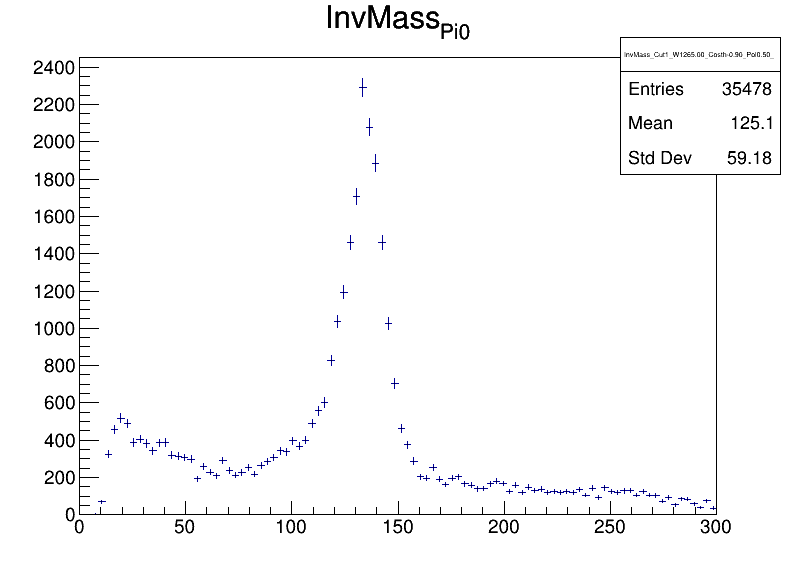 InvMass_Pi0
InvMass_Cut1_W1265.00_Costh-0.90_Pol0.50_
Entries 35478
Mean 125.1
Std Dev 59.18
2400
2200
2000
1800
1600
1400
1200
1000
800
600
400
200
0
0 50 100 150 200 250 300